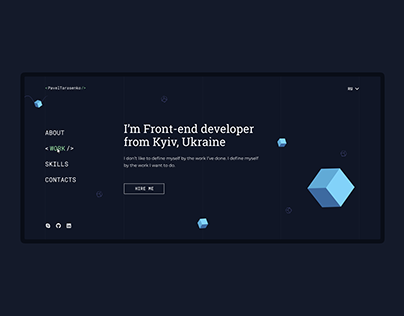 <PavelTarasenko/>
RU
ABOUT
<WORK/>
SKILLS
CONTACTS
I'm Front-end developer
from Kyiv, Ukraine
I don't like to define myself by the work I've done. I define myself
by the work I want to do.
HIRE ME